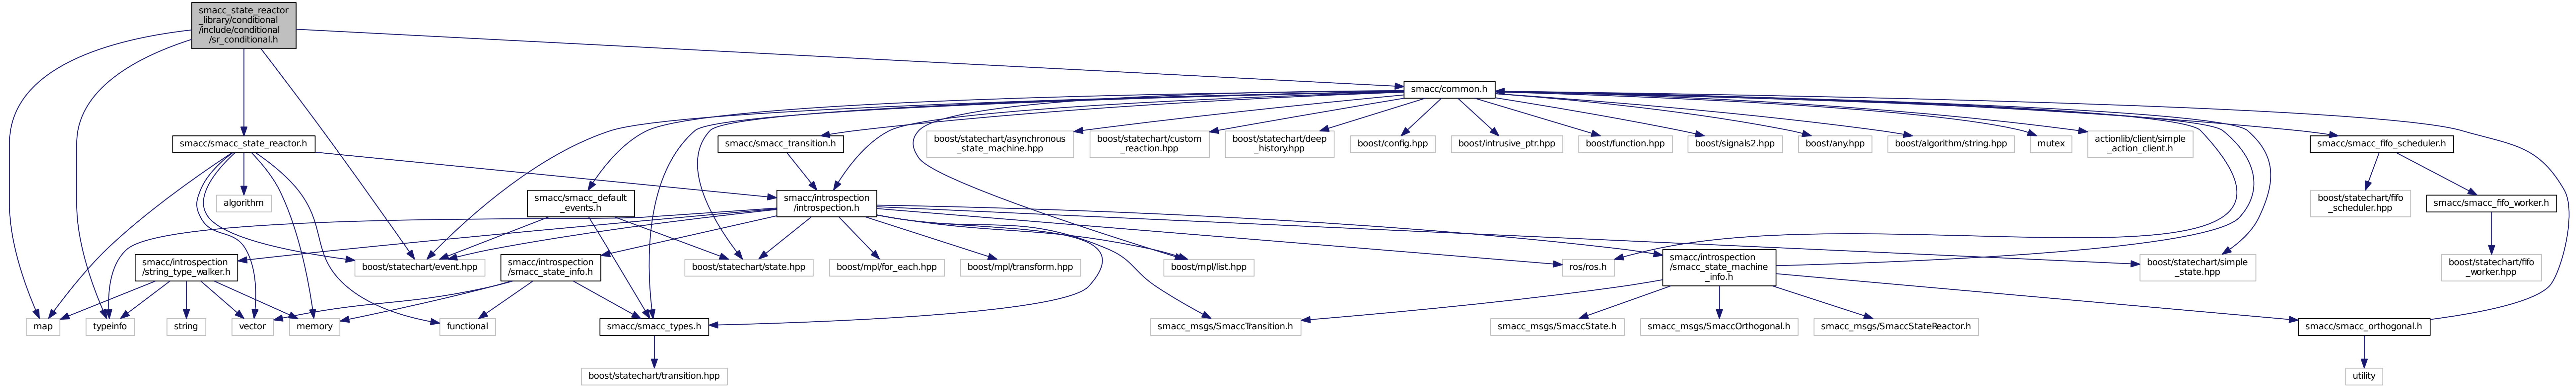 smacc_state_reactor
_library/conditional
/include/conditional
/sr_conditional.h
smacc/common.h
smacc/smacc_state_reactor.h
smacc/smacc_transition.h
boost/statechart/asynchronous
_state_machine.hpp
boost/statechart/custom
_reaction.hpp
boost/statechart/deep
_history.hpp
boost/config.hpp
boost/intrusive_ptr.hpp
boost/function.hpp
boost/signals2.hpp
boost/any.hpp
boost/algorithm/string.hpp
mutex
actionlib/client/simple
_action_client.h
smacc/smacc_fifo_scheduler.h
algorithm
smacc/smacc_default
_events.h
smacc/introspection
/introspection.h
boost/statechart/fifo
_scheduler.hpp
smacc/smacc_fifo_worker.h
smacc/introspection
/string_type_walker.h
boost/statechart/event.hpp
smacc/introspection
/smacc_state_info.h
boost/statechart/state.hpp
boost/mpl/for_each.hpp
boost/mpl/transform.hpp
boost/mpl/list.hpp
ros/ros.h
smacc/introspection
/smacc_state_machine
_info.h
boost/statechart/simple
_state.hpp
boost/statechart/fifo
_worker.hpp
map
typeinfo
string
vector
memory
functional
smacc/smacc_types.h
smacc_msgs/SmaccTransition.h
smacc_msgs/SmaccState.h
smacc_msgs/SmaccOrthogonal.h
smacc_msgs/SmaccStateReactor.h
smacc/smacc_orthogonal.h
boost/statechart/transition.hpp
utility